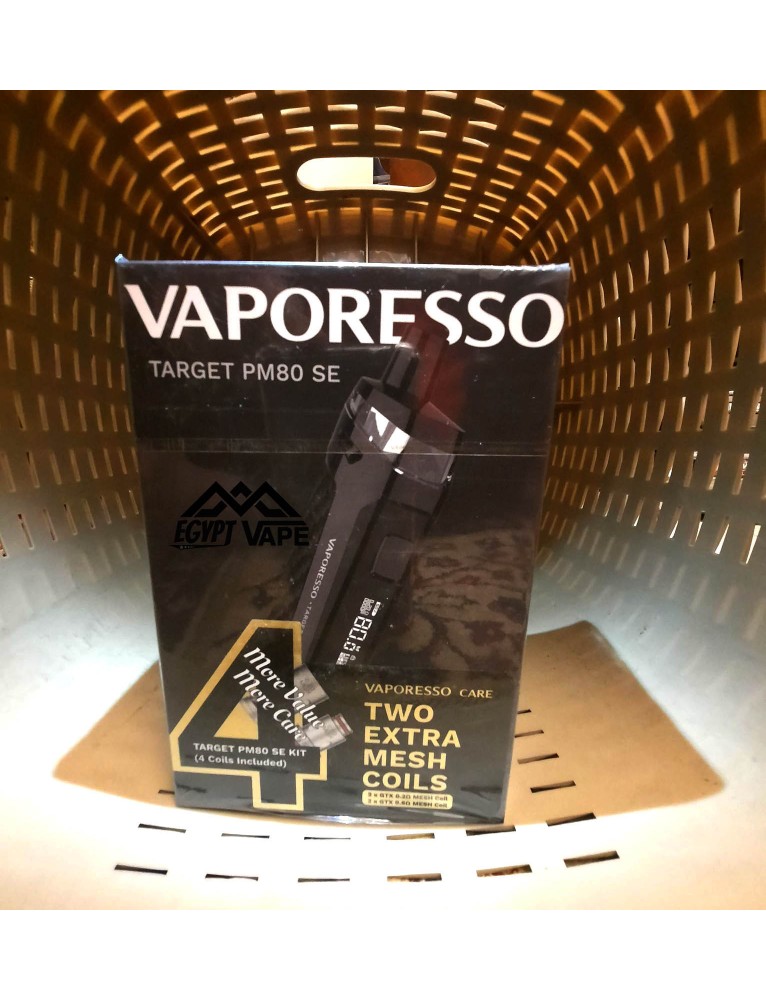 VAPORESSO
TARGET PM80 SE
EGYPT VAPE
VAPORESSO
80.0
4
More Value
More Care
TARGET PM80 SE KIT
(4 Coils Included)
VAPORESSO CARE
TWO
EXTRA
MESH
COILS